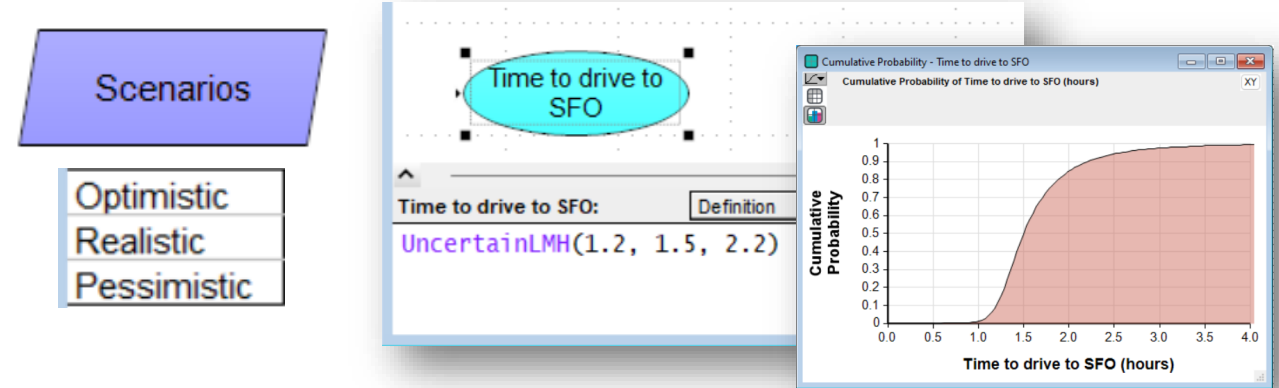 Scenarios
Optimistic
Realistic
Pessimistic
Time to drive to
SFO
Time to drive to SFO:
Definition
UncertainLMH(1.2, 1.5, 2.2)
Cumulative Probability - Time to drive to SFO
Cumulative Probability of Time to drive to SFO (hours)
XY
Cumulative
Probability
1
0.9
0.8
0.7
0.6
0.5
0.4
0.3
0.2
0.1
0
0.0 0.5 1.0 1.5 2.0 2.5 3.0 3.5 4.0
Time to drive to SFO (hours)